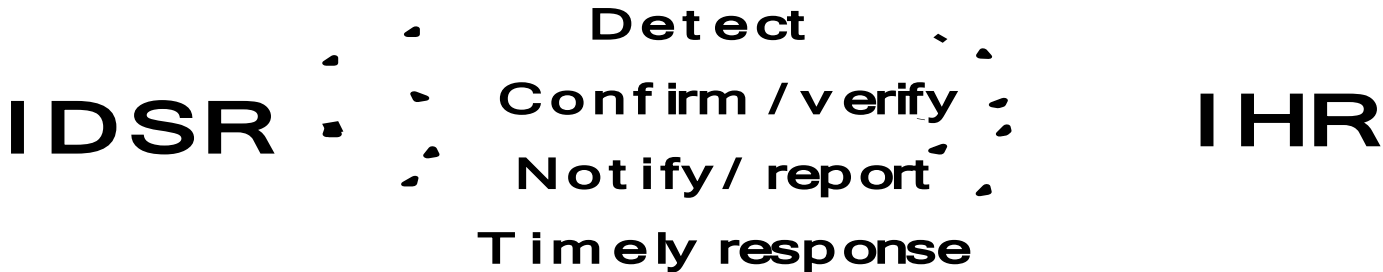 Detect
Confirm / verify
IDSR
IHR
Notify/ report
Timely response